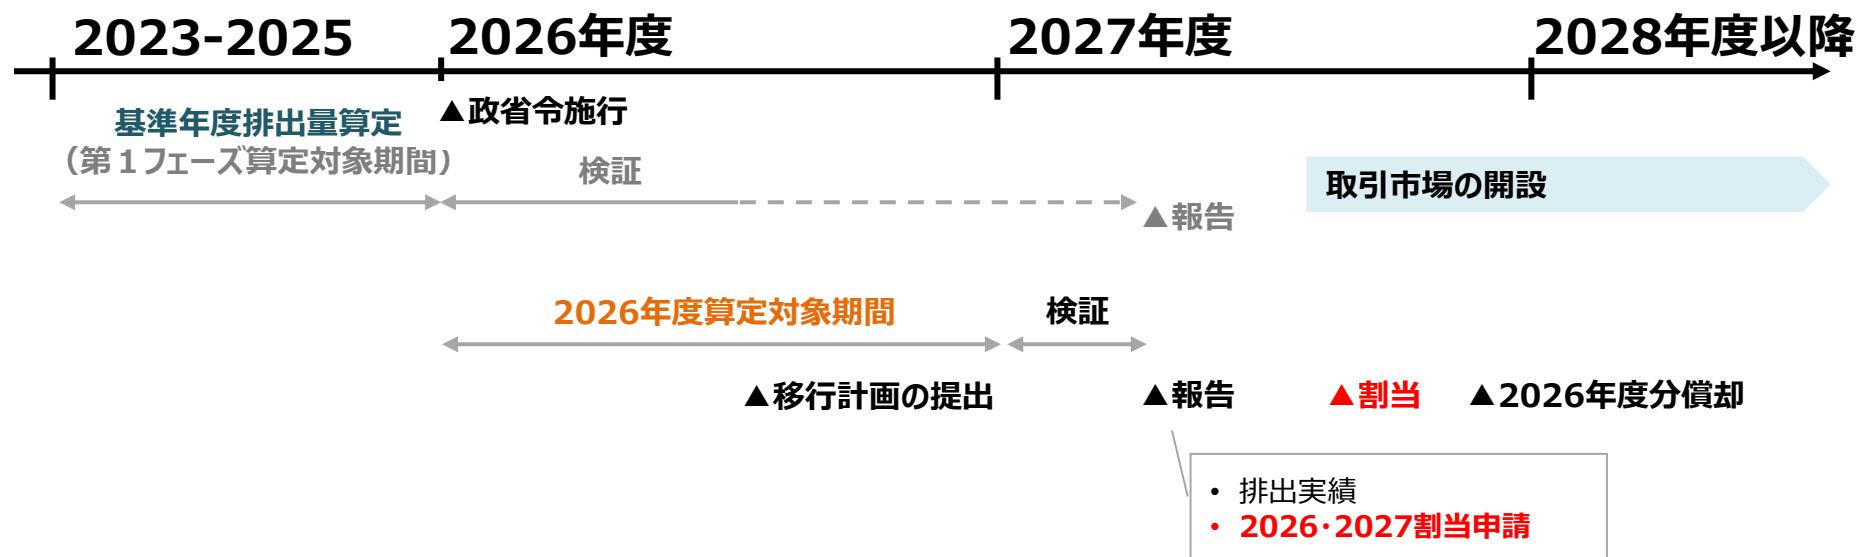 2023-2025
2026年度
2027年度
2028年度以降
基準年度排出量算定
（第１フェーズ算定対象期間）
▲政省令施行
検証
▲報告
取引市場の開設
2026年度算定対象期間
検証
▲移行計画の提出
▲報告
▲割当
▲2026年度分償却
• 排出実績
• 2026･2027割当申請